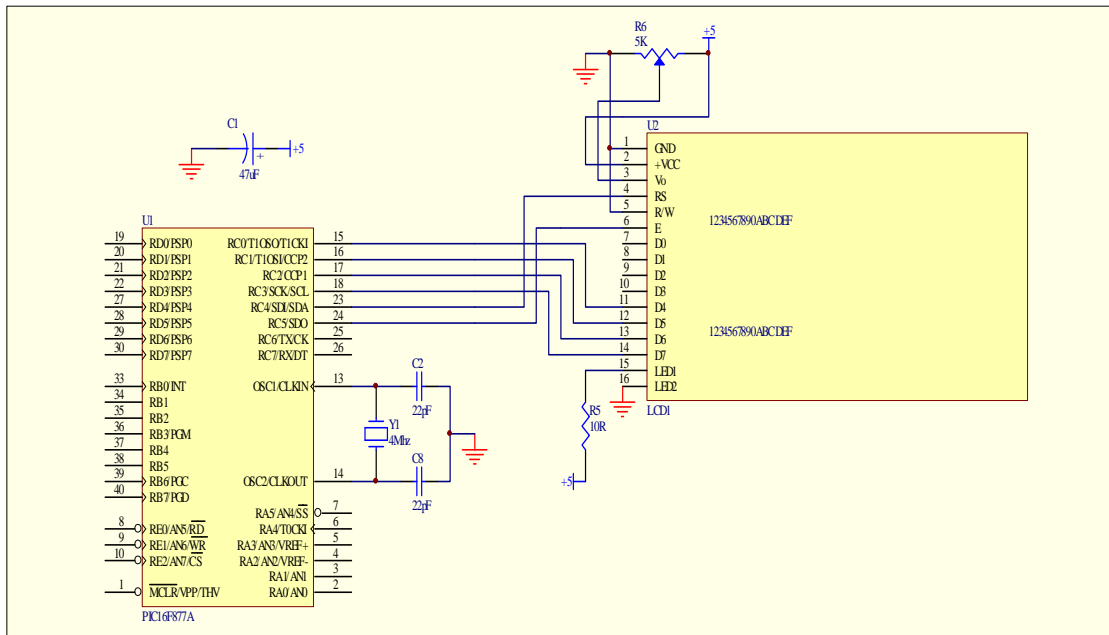 R6
5K
+5
C1
+5
47uF
U2
1 GND
2 +VCC
3 Vo
4 RS
5 R/W
6 E
7 D0
8 D1
9 D2
10 D3
11 D4
12 D5
13 D6
14 D7
15 LED1
16 LED2
1234567890ABCDEF
1234567890ABCDEF
LCD1
R5
10R
+5
U1
19 RD0/PSP0 RC0/T1OSO/T1CKI 15
20 RD1/PSP1 RC1/T1OSI/CCP2 16
21 RD2/PSP2 RC2/CCP1 17
22 RD3/PSP3 RC3/SCK/SCL 18
27 RD4/PSP4 RC4/SDI/SDA 23
28 RD5/PSP5 RC5/SDO 24
29 RD6/PSP6 RC6/TX/CK 25
30 RD7/PSP7 RC7/RX/DT 26
33 RB0/INT OSC1/CLKIN 13
34 RB1
35 RB2
36 RB3/PGM
37 RB4
38 RB5
39 RB6/PGC OSC2/CLKOUT 14
40 RB7/PGD
RA5/AN4/SS 7
8 RE0/AN5/RD RA4/T0CKI 6
9 RE1/AN6/WR RA3/AN3/VREF+ 5
10 RE2/AN7/CS RA2/AN2/VREF- 4
RA1/AN1 3
1 MCLR/VPP/THV RA0/AN0 2
PIC16F877A
C2
22pF
Y1
4Mhz
C8
22pF